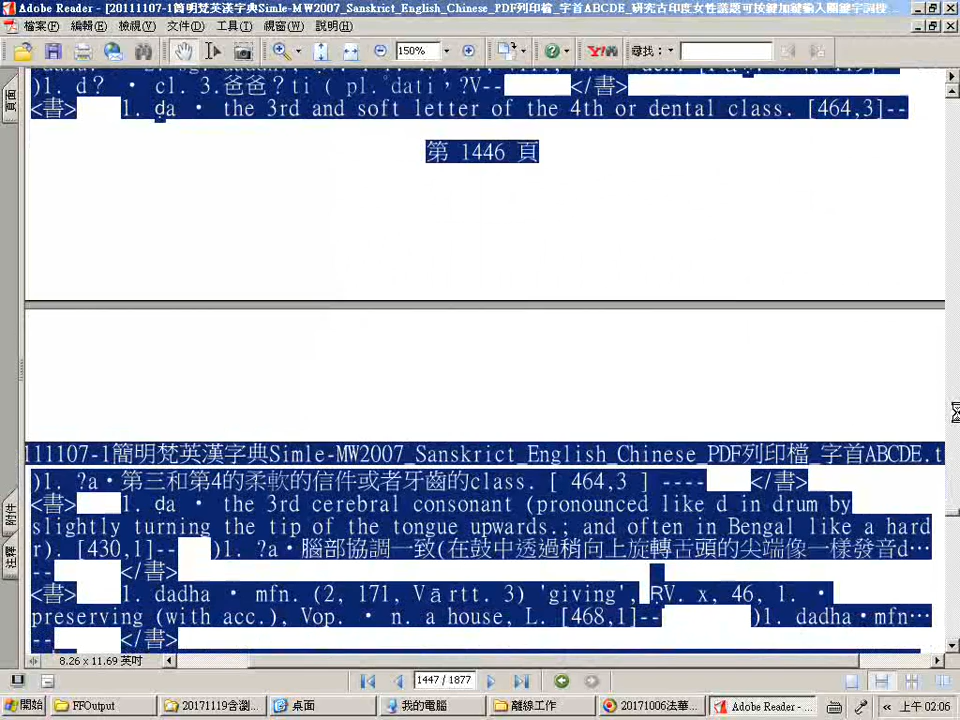 Adobe Reader - [20111107-1簡明梵英漢字典Simle-MW2007_Sanskrict_English_Chinese_PDF列印檔_字首ABCDE_研究古印度女性議題可按鍵加鍵輸入關鍵字詞搜
檔案(F) 編輯(E) 檢視(V) 文件(D) 工具(T) 視窗(W) 說明(H)
150% 尋找:
頁面
)1. d? · cl. 3.爸爸?ti ( pl.°dati,?V-- </書>
<書> 1. ḍa · the 3rd and soft letter of the 4th or dental class. [464,3]--
第 1446 頁
111107-1簡明梵英漢字典Simle-MW2007_Sanskrict_English_Chinese_PDF列印檔_字首ABCDE.t
)1. ?a·第三和第4的柔軟的信件或者牙齒的class. [ 464,3 ] ---- </書>
<書> 1. ḍa · the 3rd cerebral consonant (pronounced like d in drum by
slightly turning the tip of the tongue upwards.; and often in Bengal like a hard
r). [430,1]-- )1. ?a·腦部協調一致(在鼓中透過稍向上旋轉舌頭的尖端像一樣發音d…
-- </書>
<書> 1. dadha · mfn. (2, 171, Vārtt. 3) 'giving', ṚV. x, 46, 1. ·
preserving (with acc.), Vop. · n. a house, L. [468,1]-- )1. dadha·mfn…
-- </書>
附件
注釋
8.26 x 11.69 英吋
1447 / 1877
開始 FFOutput 20171119含瀏... 桌面 我的電腦 離線工作 20171006法華... Adobe Reader - ... 上午 02:06